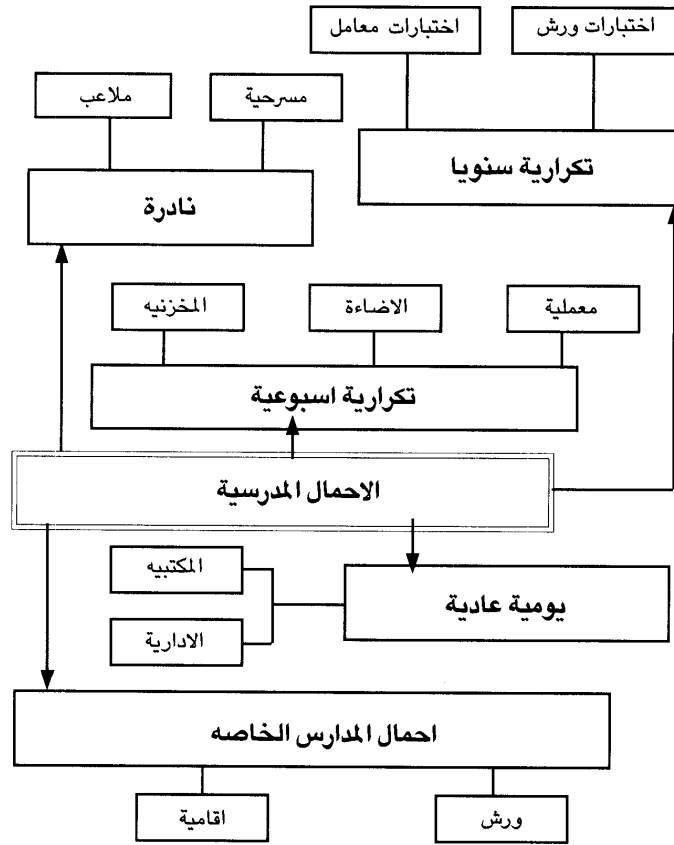 اختبارات ورش
اختبارات معامل
تكرارية سنويا
مسرحية
ملاعب
نادرة
معملية
الاضاءة
المخزنيه
تكرارية اسبوعية
الاحمال المدرسية
المكتبيه
يومية عادية
الادارية
احمال المدارس الخاصه
ورش
اقامية